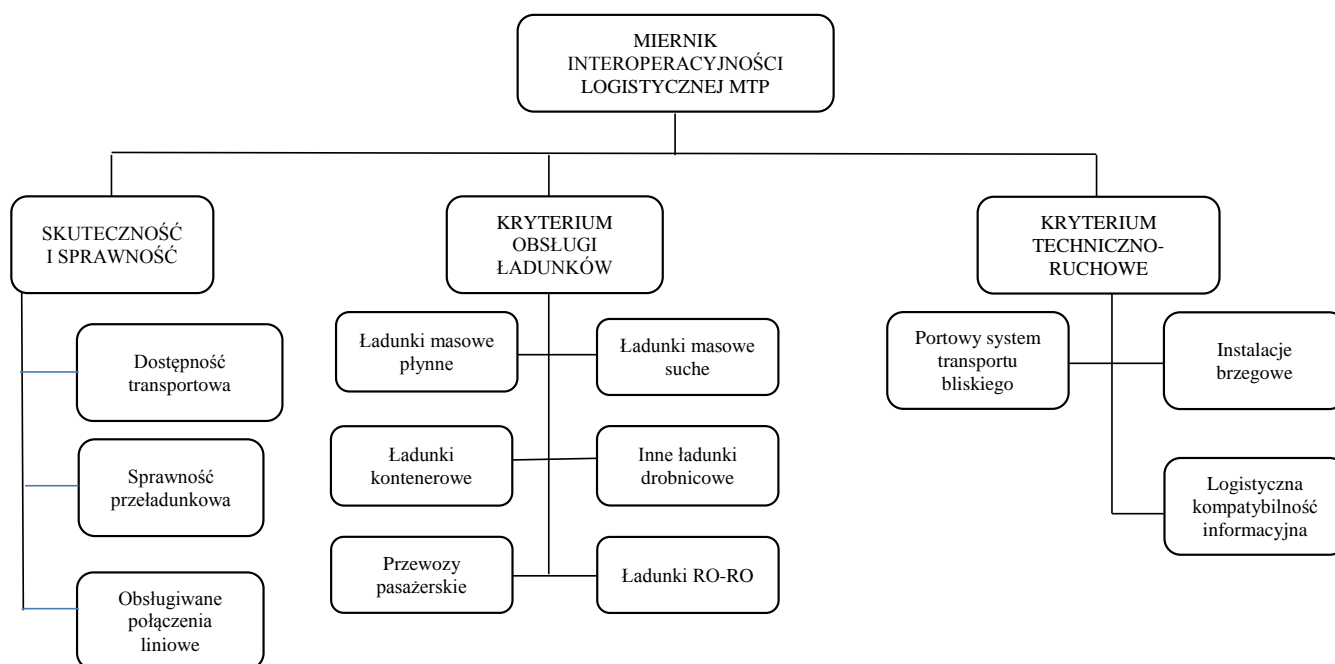 MIERNIK
INTEROPERACYJNOŚCI
LOGISTYCZNEJ MTP
SKUTECZNOŚĆ
I SPRAWNOŚĆ
KRYTERIUM
OBSŁUGI
ŁADUNKÓW
KRYTERIUM
TECHNICZNO-
RUCHOWE
Dostępność
transportowa
Sprawność
przeładunkowa
Obsługiwane
połączenia
liniowe
Ładunki masowe
płynne
Ładunki masowe
suche
Ładunki
kontenerowe
Inne ładunki
drobnicowe
Przewozy
pasażerskie
Ładunki RO-RO
Portowy system
transportu
bliskiego
Instalacje
brzegowe
Logistyczna
kompatybilność
informacyjna